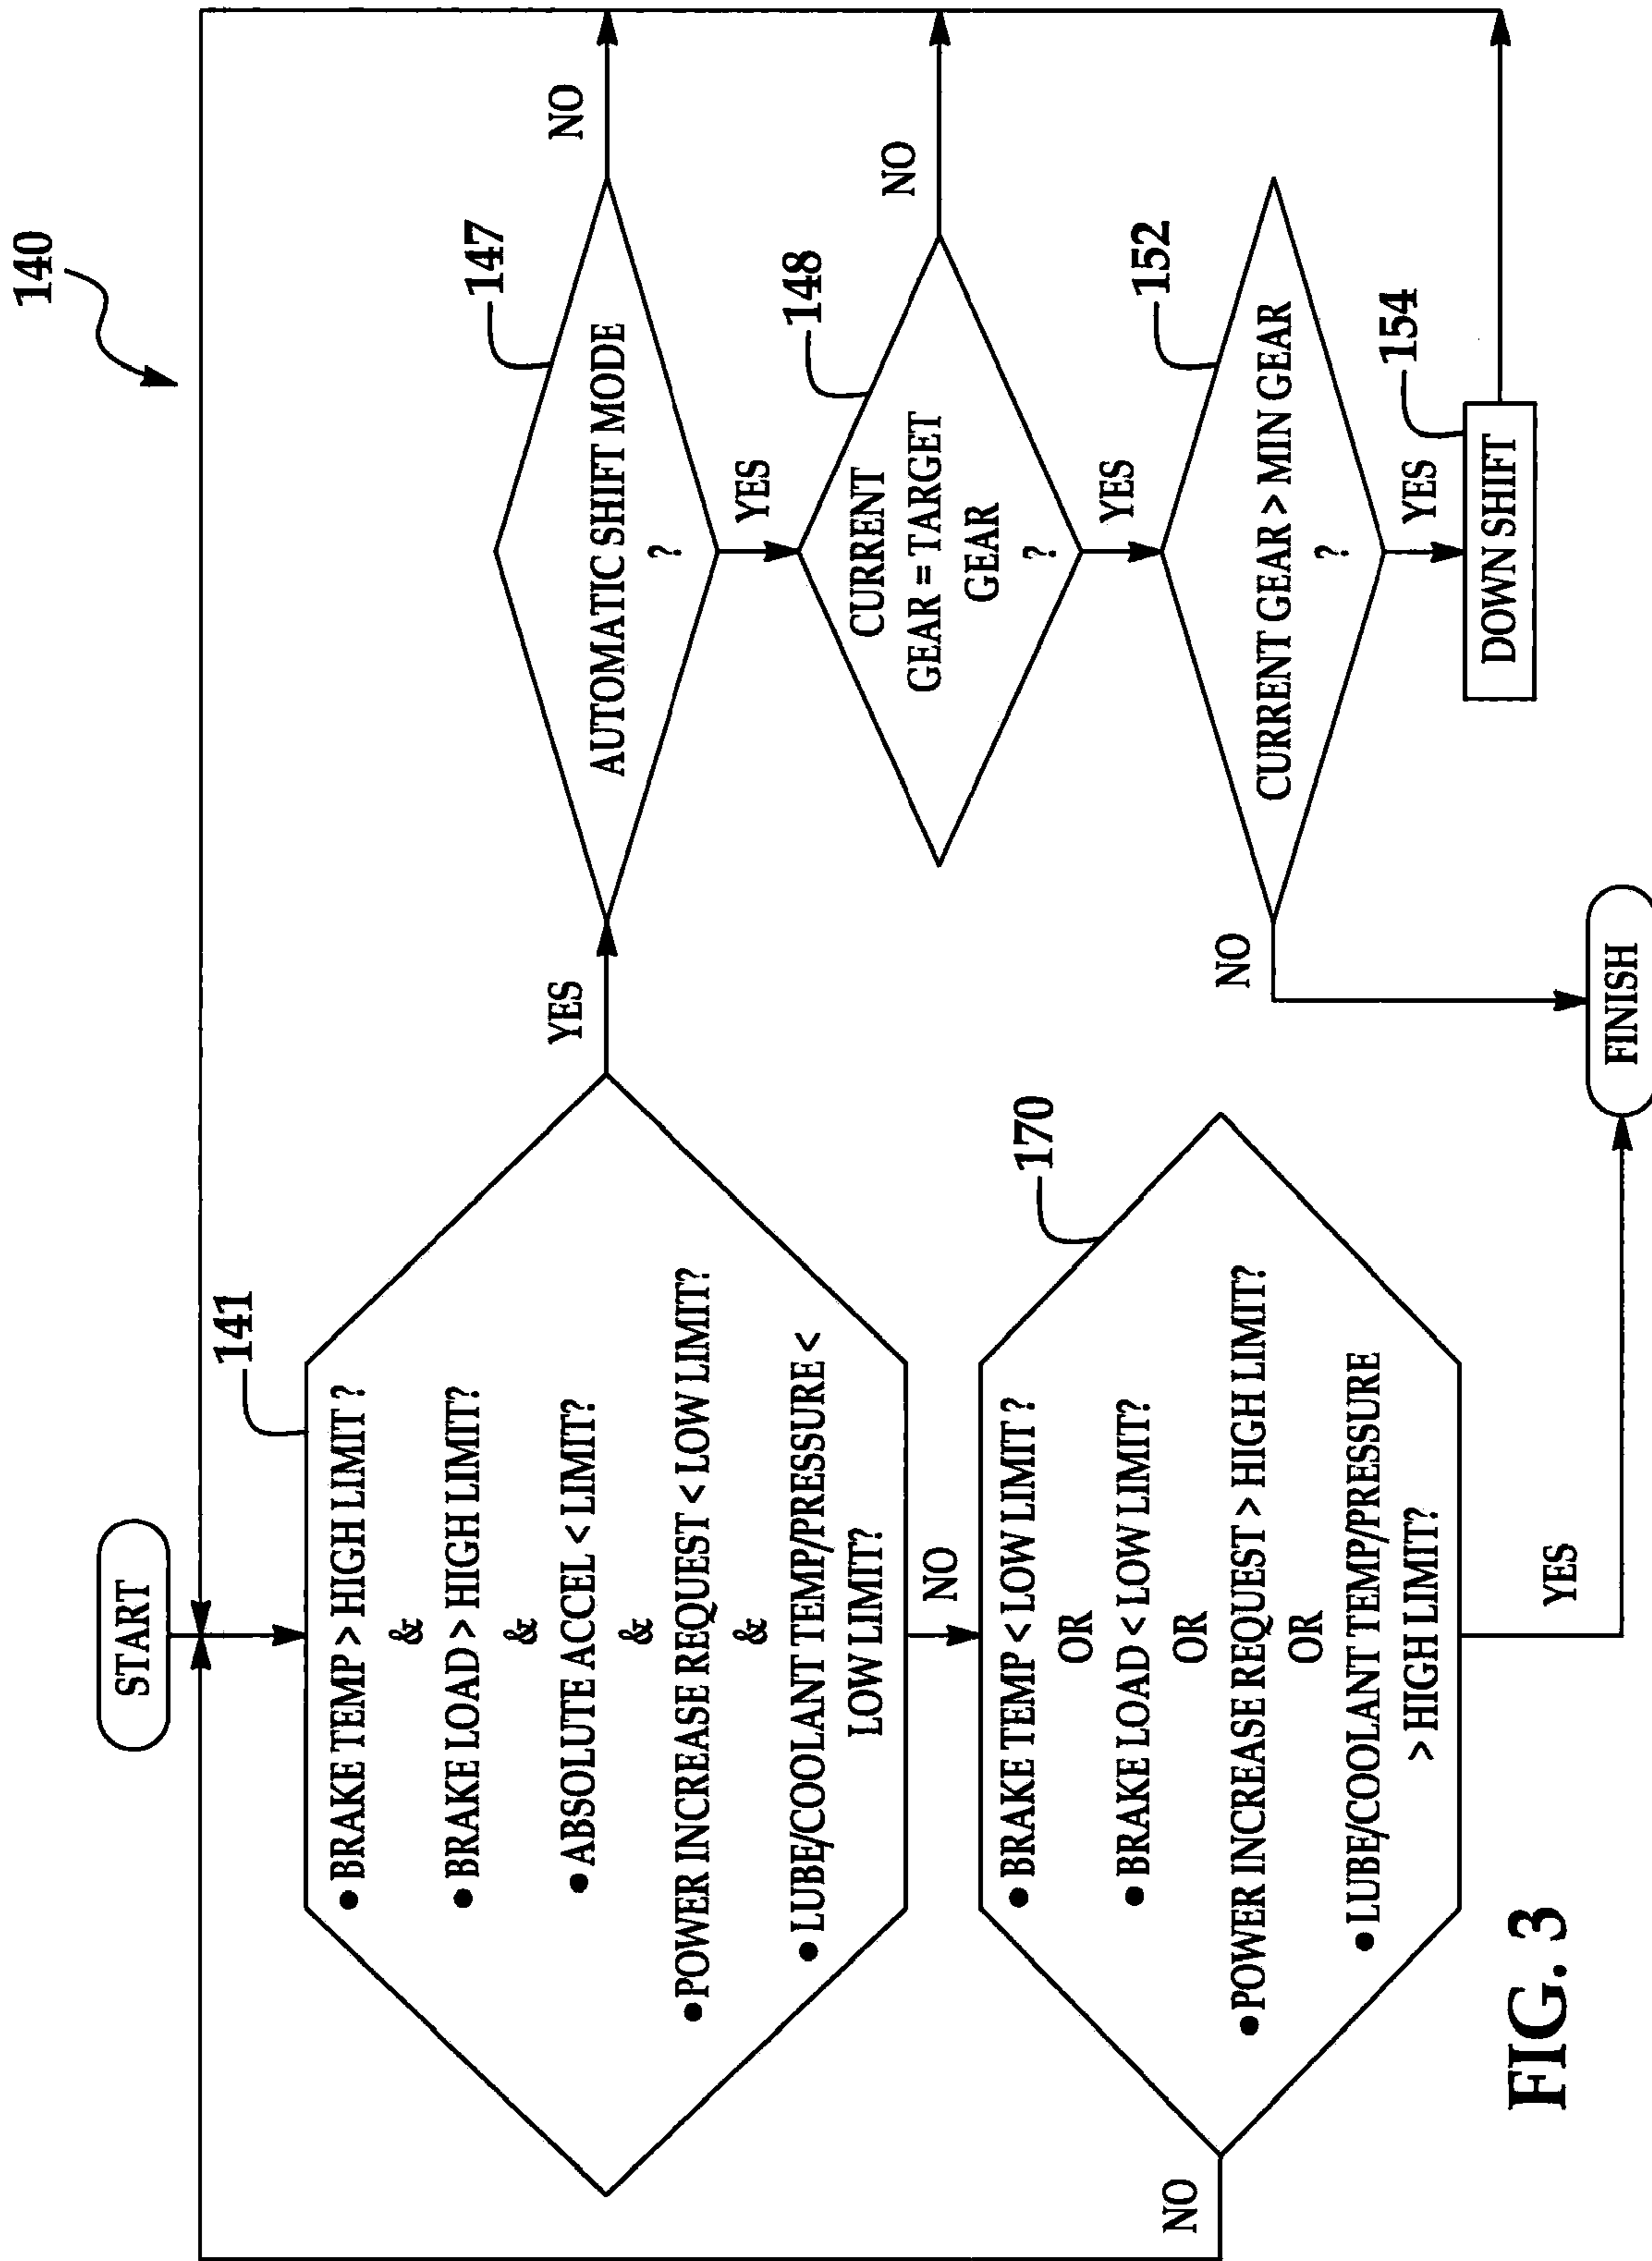 140
START
141
• BRAKE TEMP > HIGH LIMIT ?
&
• BRAKE LOAD > HIGH LIMIT?
&
• ABSOLUTE ACCEL < LIMIT?
&
• POWER INCREASE REQUEST < LOW LIMIT?
&
• LUBE/COOLANT TEMP/PRESSURE <
LOW LIMIT?
YES
NO
147
AUTOMATIC SHIFT MODE
?
NO
YES
148
CURRENT
GEAR = TARGET
GEAR
?
NO
YES
152
CURRENT GEAR > MIN GEAR
?
NO
YES
154
DOWN SHIFT
170
• BRAKE TEMP < LOW LIMIT ?
OR
• BRAKE LOAD < LOW LIMIT?
OR
• POWER INCREASE REQUEST > HIGH LIMIT?
OR
• LUBE/COOLANT TEMP/PRESSURE
> HIGH LIMIT?
NO
YES
FINISH
FIG. 3